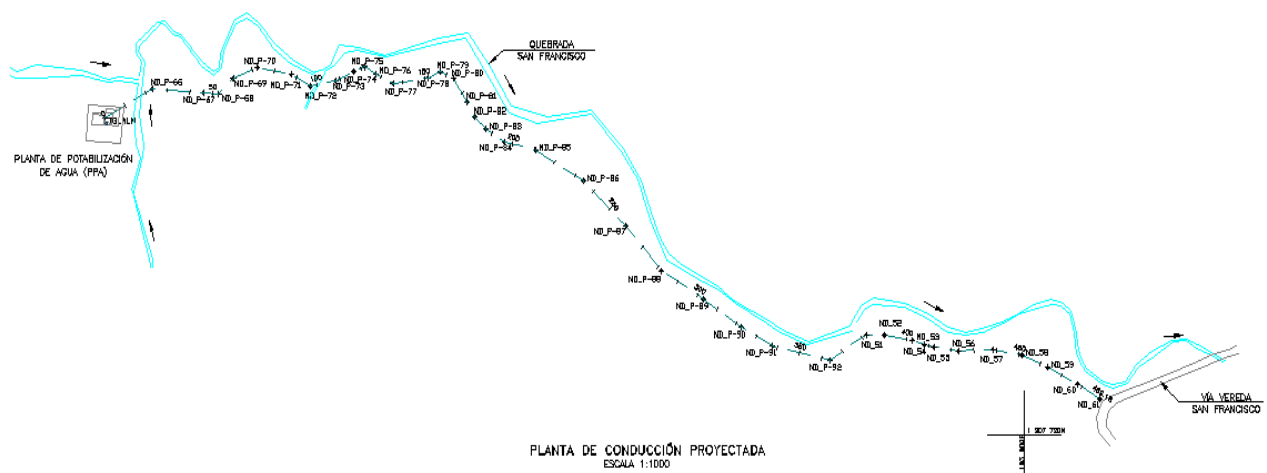 QUEBRADA
SAN FRANCISCO
ND_P-66
ND_P-67
50
ND_P-68
ND_P-69
ND_P-70
ND_P-71
ND_P-72
100
ND_P-73
ND_P-74
ND_P-75
ND_P-76
ND_P-77
ND_P-78
ND_P-79
ND_P-80
ND_P-81
ND_P-82
ND_P-83
ND_P-84
200
ND_P-85
ND_P-86
ND_P-87
ND_P-88
300
ND_P-89
ND_P-90
ND_P-91
ND_P-92
ND_51
ND_52
ND_53
ND_54
ND_55
ND_56
ND_57
ND_58
ND_59
ND_60
ND_61
PLANTA DE POTABILIZACIÓN
DE AGUA (PPA)
VÍA VEREDA
SAN FRANCISCO
PLANTA DE CONDUCCIÓN PROYECTADA
ESCALA 1:1000